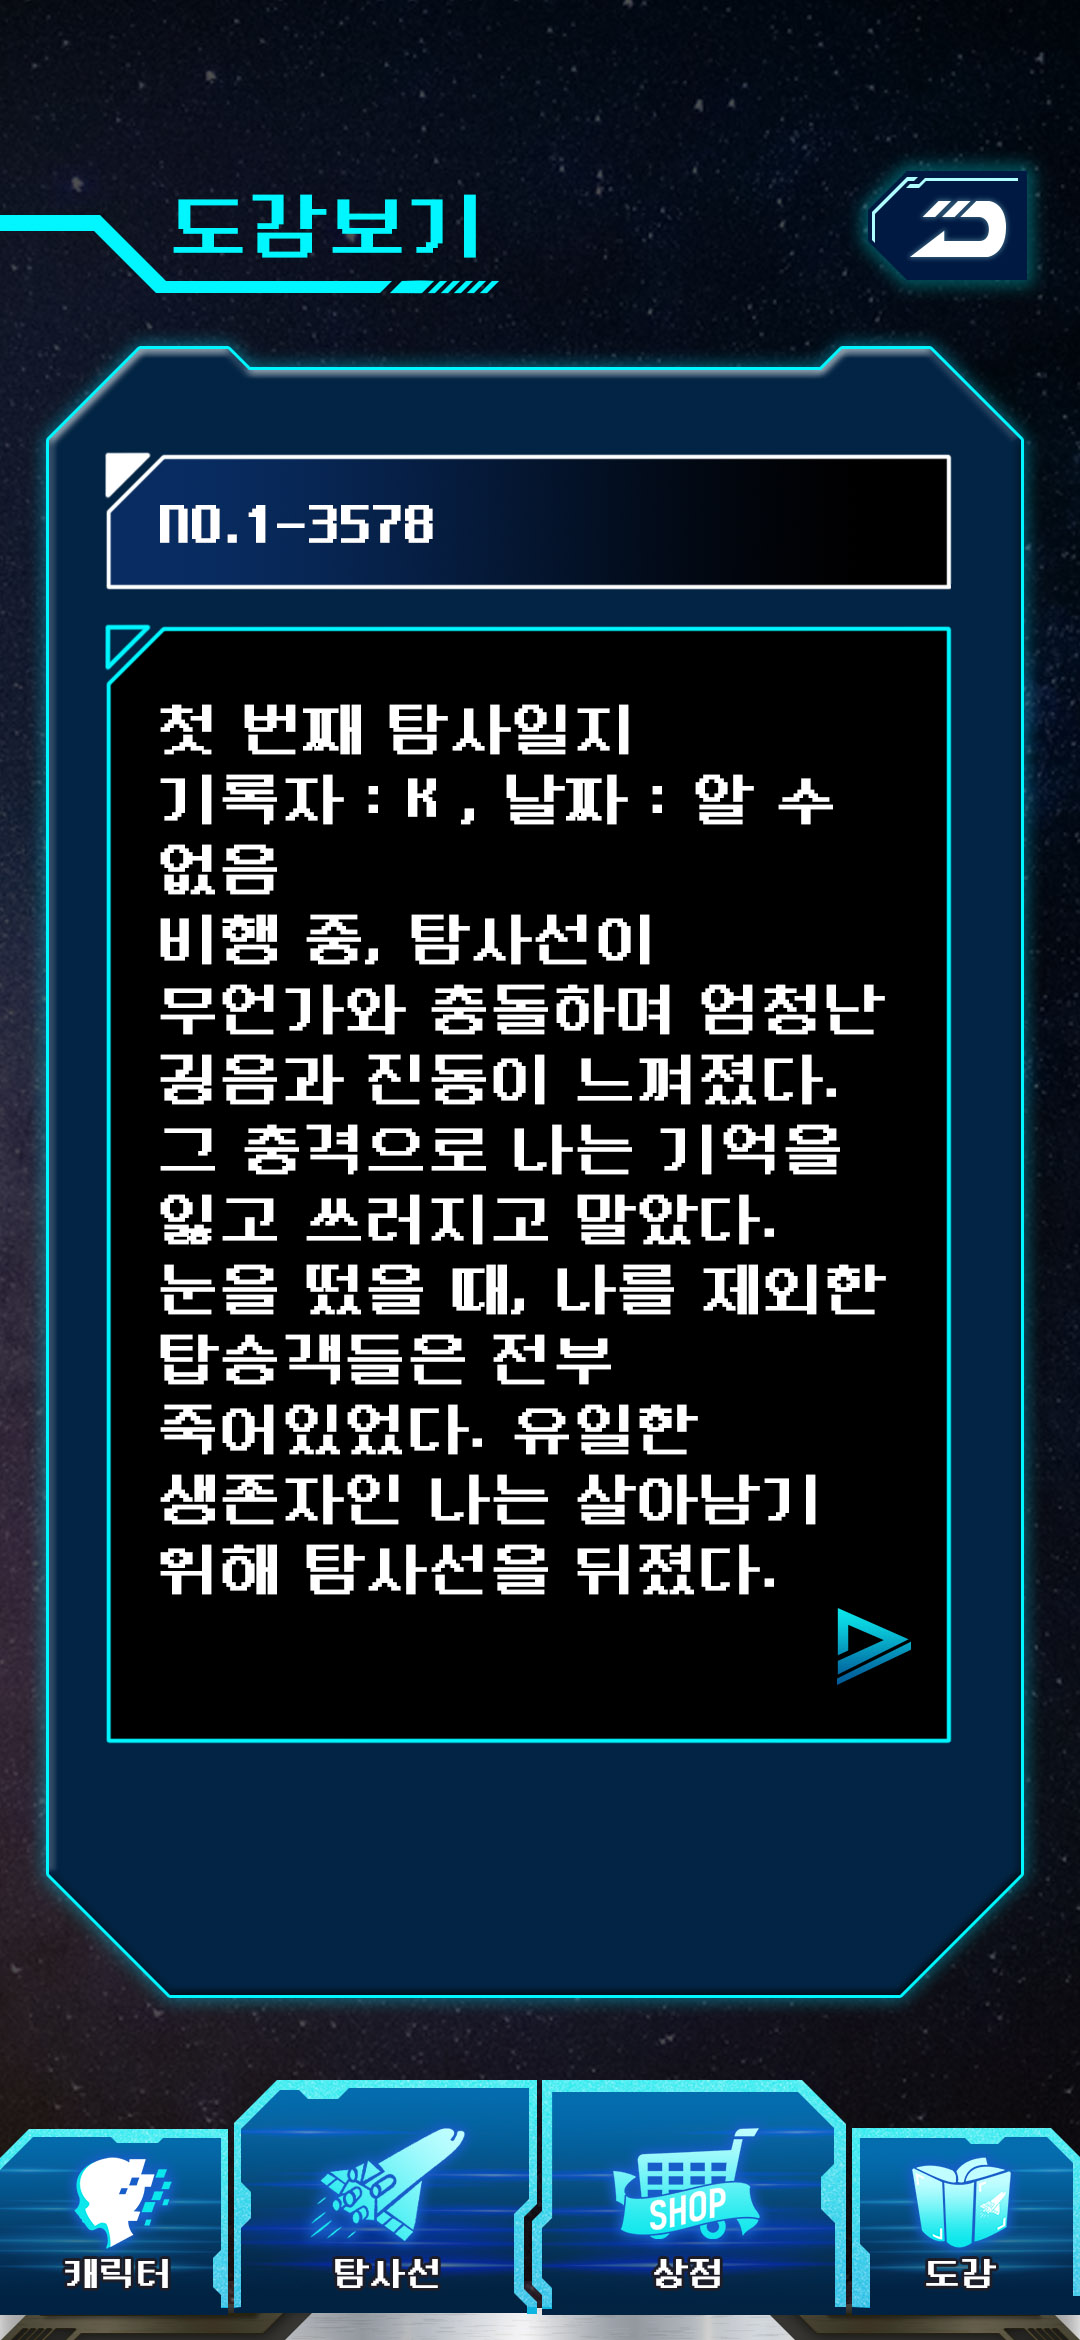 도감보기
NO.1-3578
첫 번째 탐사일지
기록자 : K , 날짜 : 알 수
없음
비행 중, 탐사선이
무언가와 충돌하며 엄청난
굉음과 진동이 느껴졌다.
그 충격으로 나는 기억을
잃고 쓰러지고 말았다.
눈을 떴을 때, 나를 제외한
탑승객들은 전부
죽어있었다. 유일한
생존자인 나는 살아남기
위해 탐사선을 뒤졌다.
SHOP
캐릭터 탐사선 상점 도감